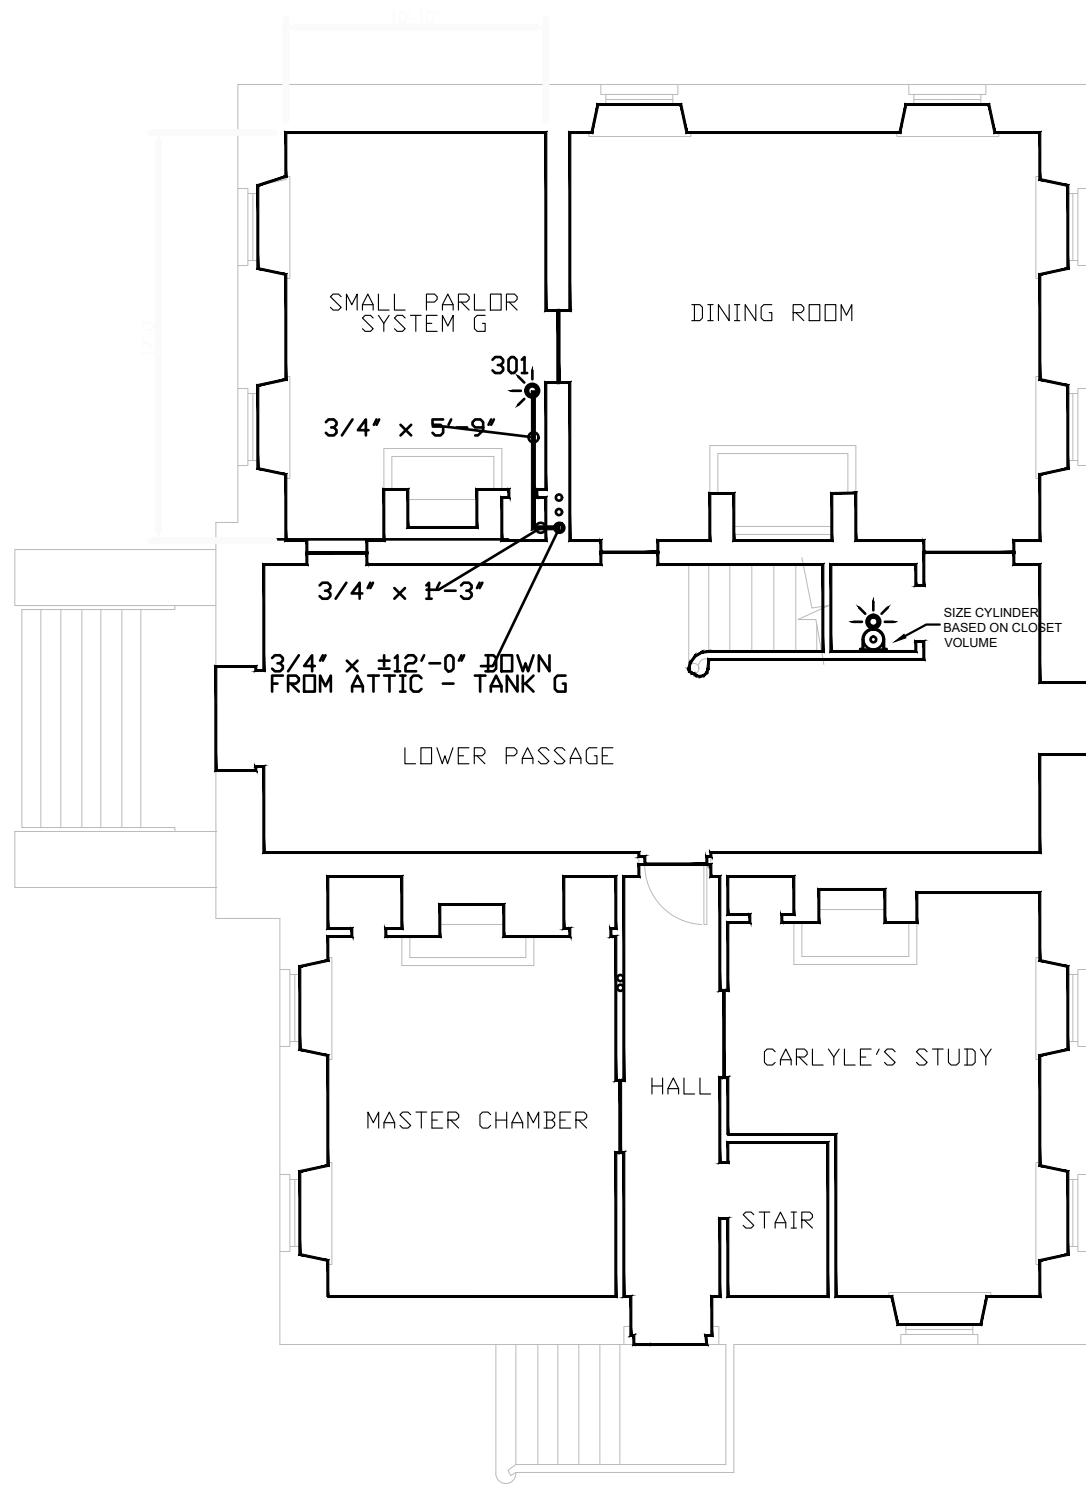 SMALL PARLOR
SYSTEM G
DINING ROOM
301
3/4" x 5'-9"
3/4" x 1'-3"
SIZE CYLINDER
BASED ON CLOSET
VOLUME
3/4" x ±12'-0" DOWN
FROM ATTIC - TANK G
LOWER PASSAGE
CARLYLE'S STUDY
HALL
MASTER CHAMBER
STAIR